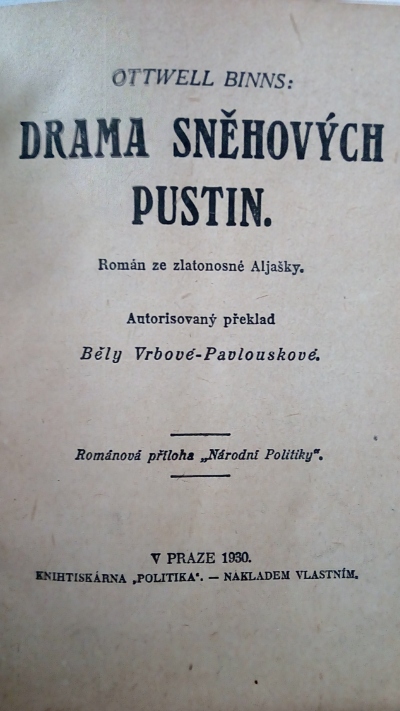 OTTWELL BINNS:
DRAMA SNĚHOVÝCH
PUSTIN.
Román ze zlatonosné Aljašky.
Autorisovaný překlad
Běly Vrbové-Pavlouskové.
Románová příloha „Národní Politiky“.
V PRAZE 1930.
KNIHTISKÁRNA „POLITIKA“. — NÁKLADEM VLASTNÍM.